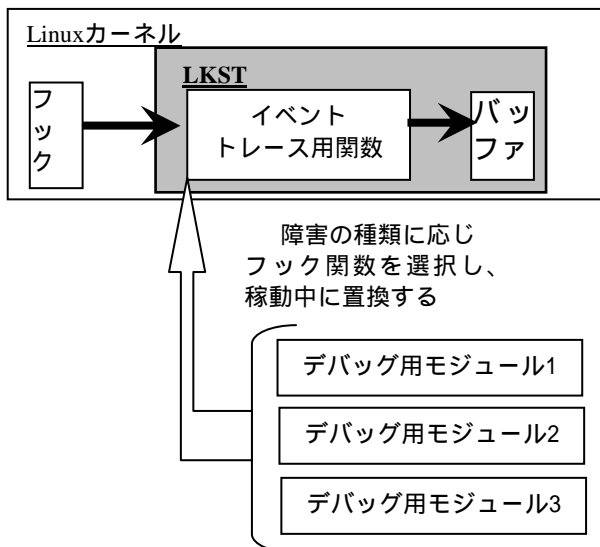 Linuxカーネル
LKST
フック
イベント
トレース用関数
バッ
ファ
障害の種類に応じ
フック関数を選択し、
稼動中に置換する
デバッグ用モジュール1
デバッグ用モジュール2
デバッグ用モジュール3